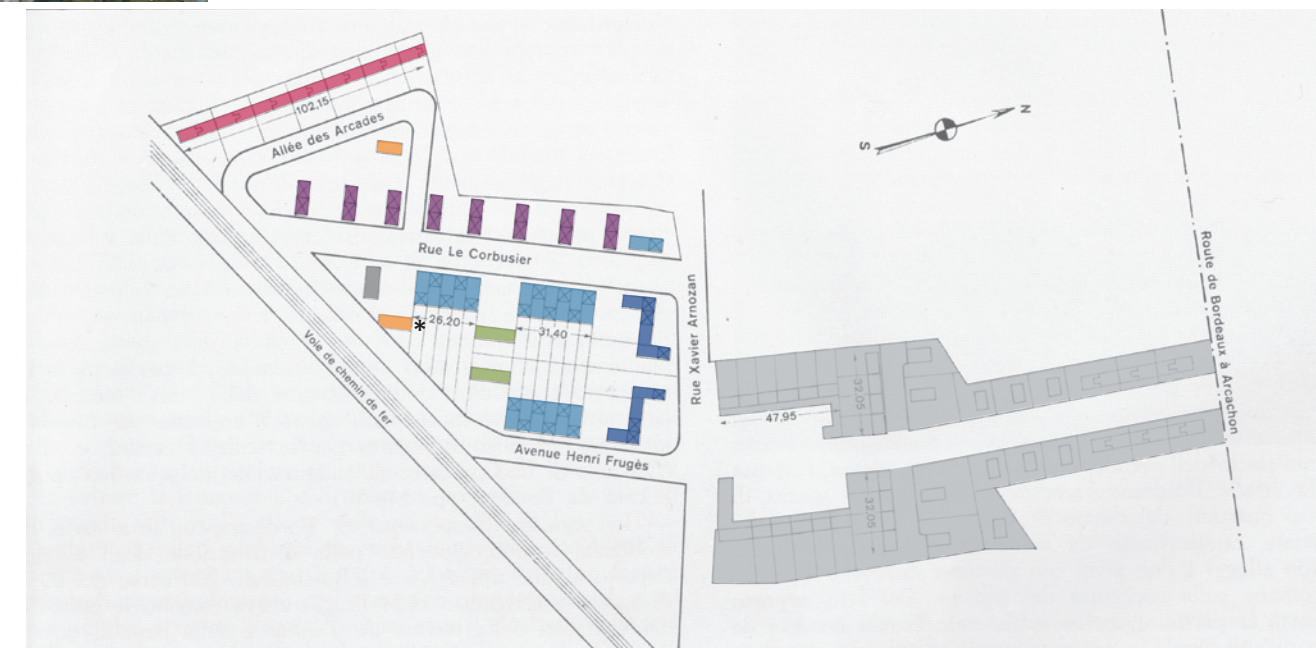 102,15
Allée des Arcades
N
S
Rue Le Corbusier
Route de Bordeaux à Arcachon
*
26,20
31,40
Rue Xavier Arnozan
Voie de chemin de fer
32,05
47,95
Avenue Henri Frugès
32,05